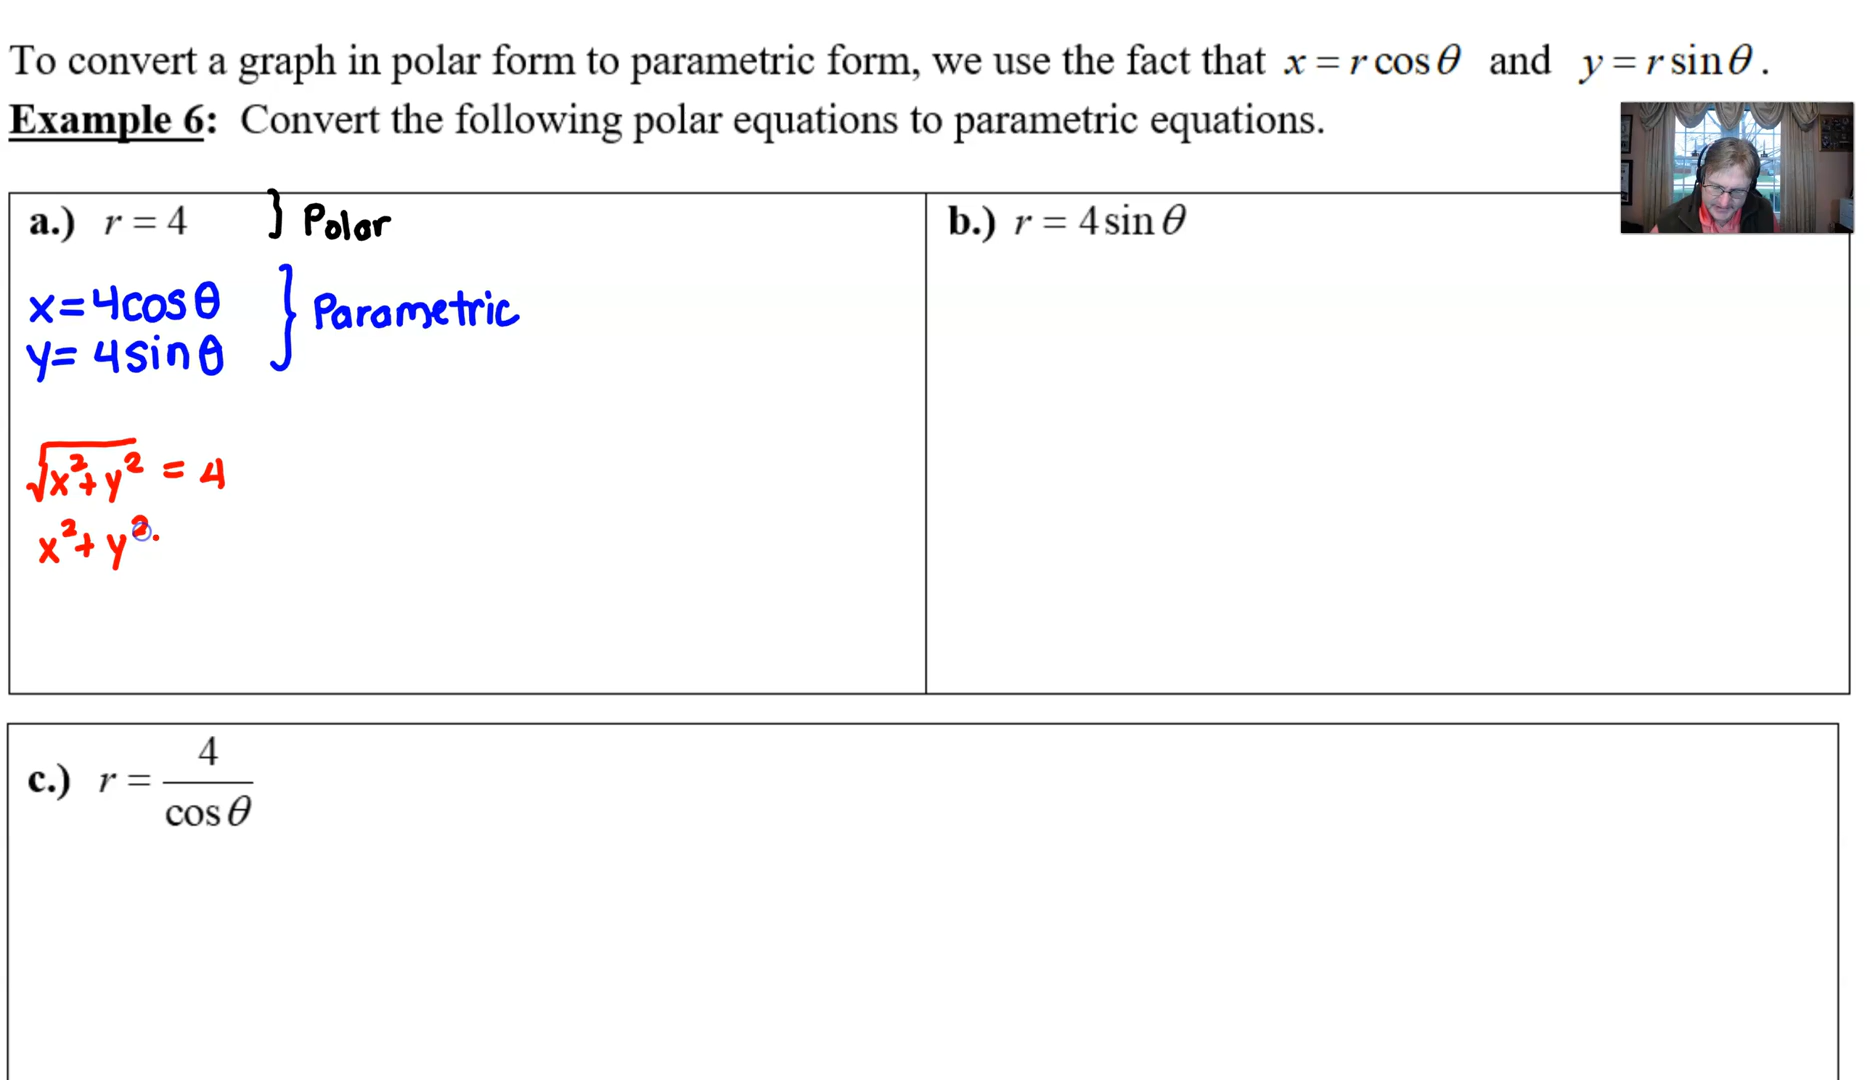 To convert a graph in polar form to parametric form, we use the fact that x = r cos θ and y = r sin θ.
Example 6: Convert the following polar equations to parametric equations.
a.) r = 4 } Polar
x = 4cosθ } Parametric
y = 4sinθ
√x²+y² = 4
x²+ y²
b.) r = 4 sin θ
c.) r = 4/cos θ